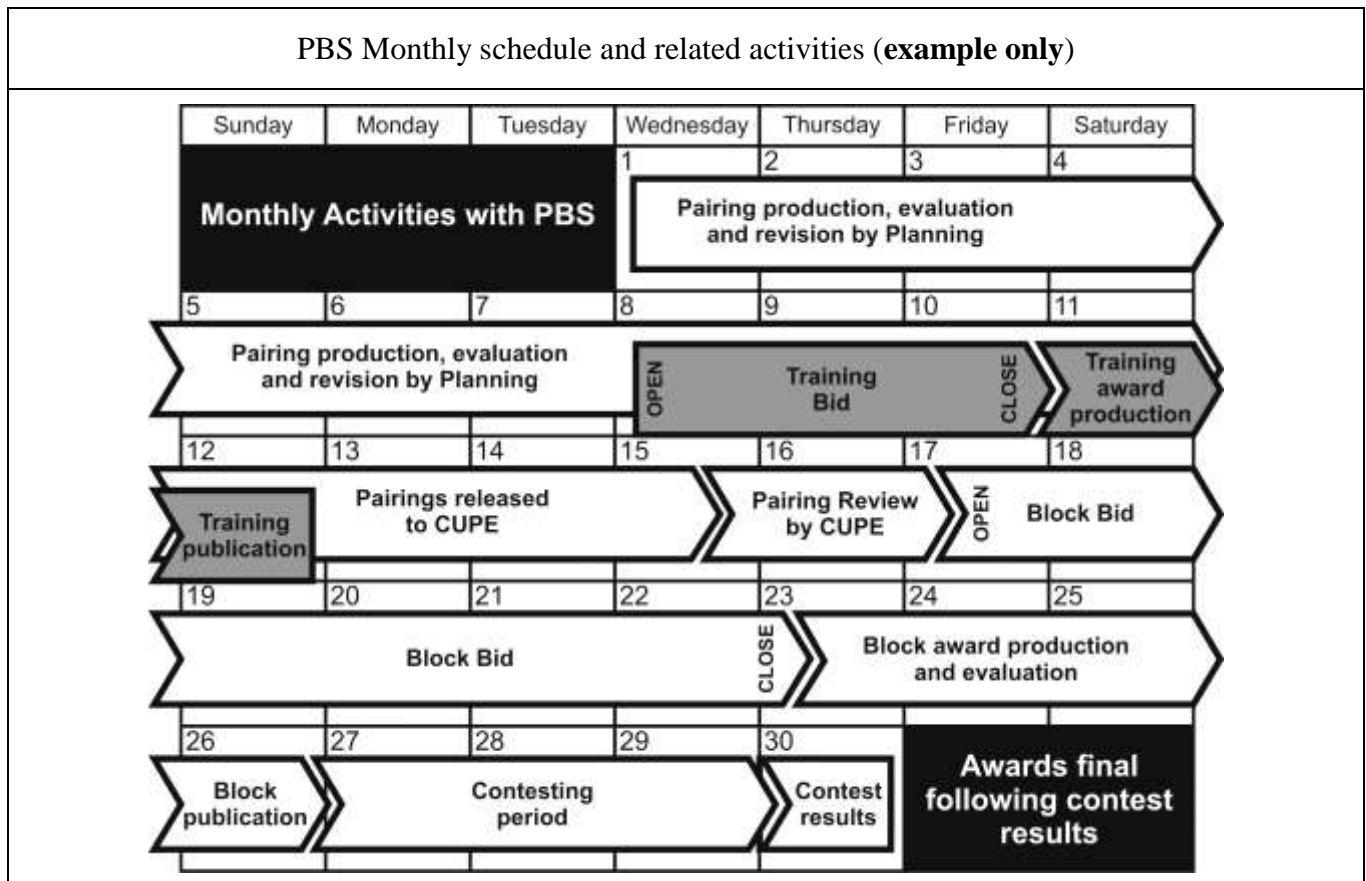 PBS Monthly schedule and related activities (example only)
Sunday Monday Tuesday Wednesday Thursday Friday Saturday
1 2 3 4
Monthly Activities with PBS
Pairing production, evaluation
and revision by Planning
5 6 7 8 9 10 11
Pairing production, evaluation
and revision by Planning
OPEN
Training
Bid
CLOSE
Training
award
production
12 13 14 15 16 17 18
Training
publication
Pairings released
to CUPE
Pairing Review
by CUPE
OPEN
Block Bid
19 20 21 22 23 24 25
Block Bid
CLOSE
Block award production
and evaluation
26 27 28 29 30
Block
publication
Contesting
period
Contest
results
Awards final
following contest
results